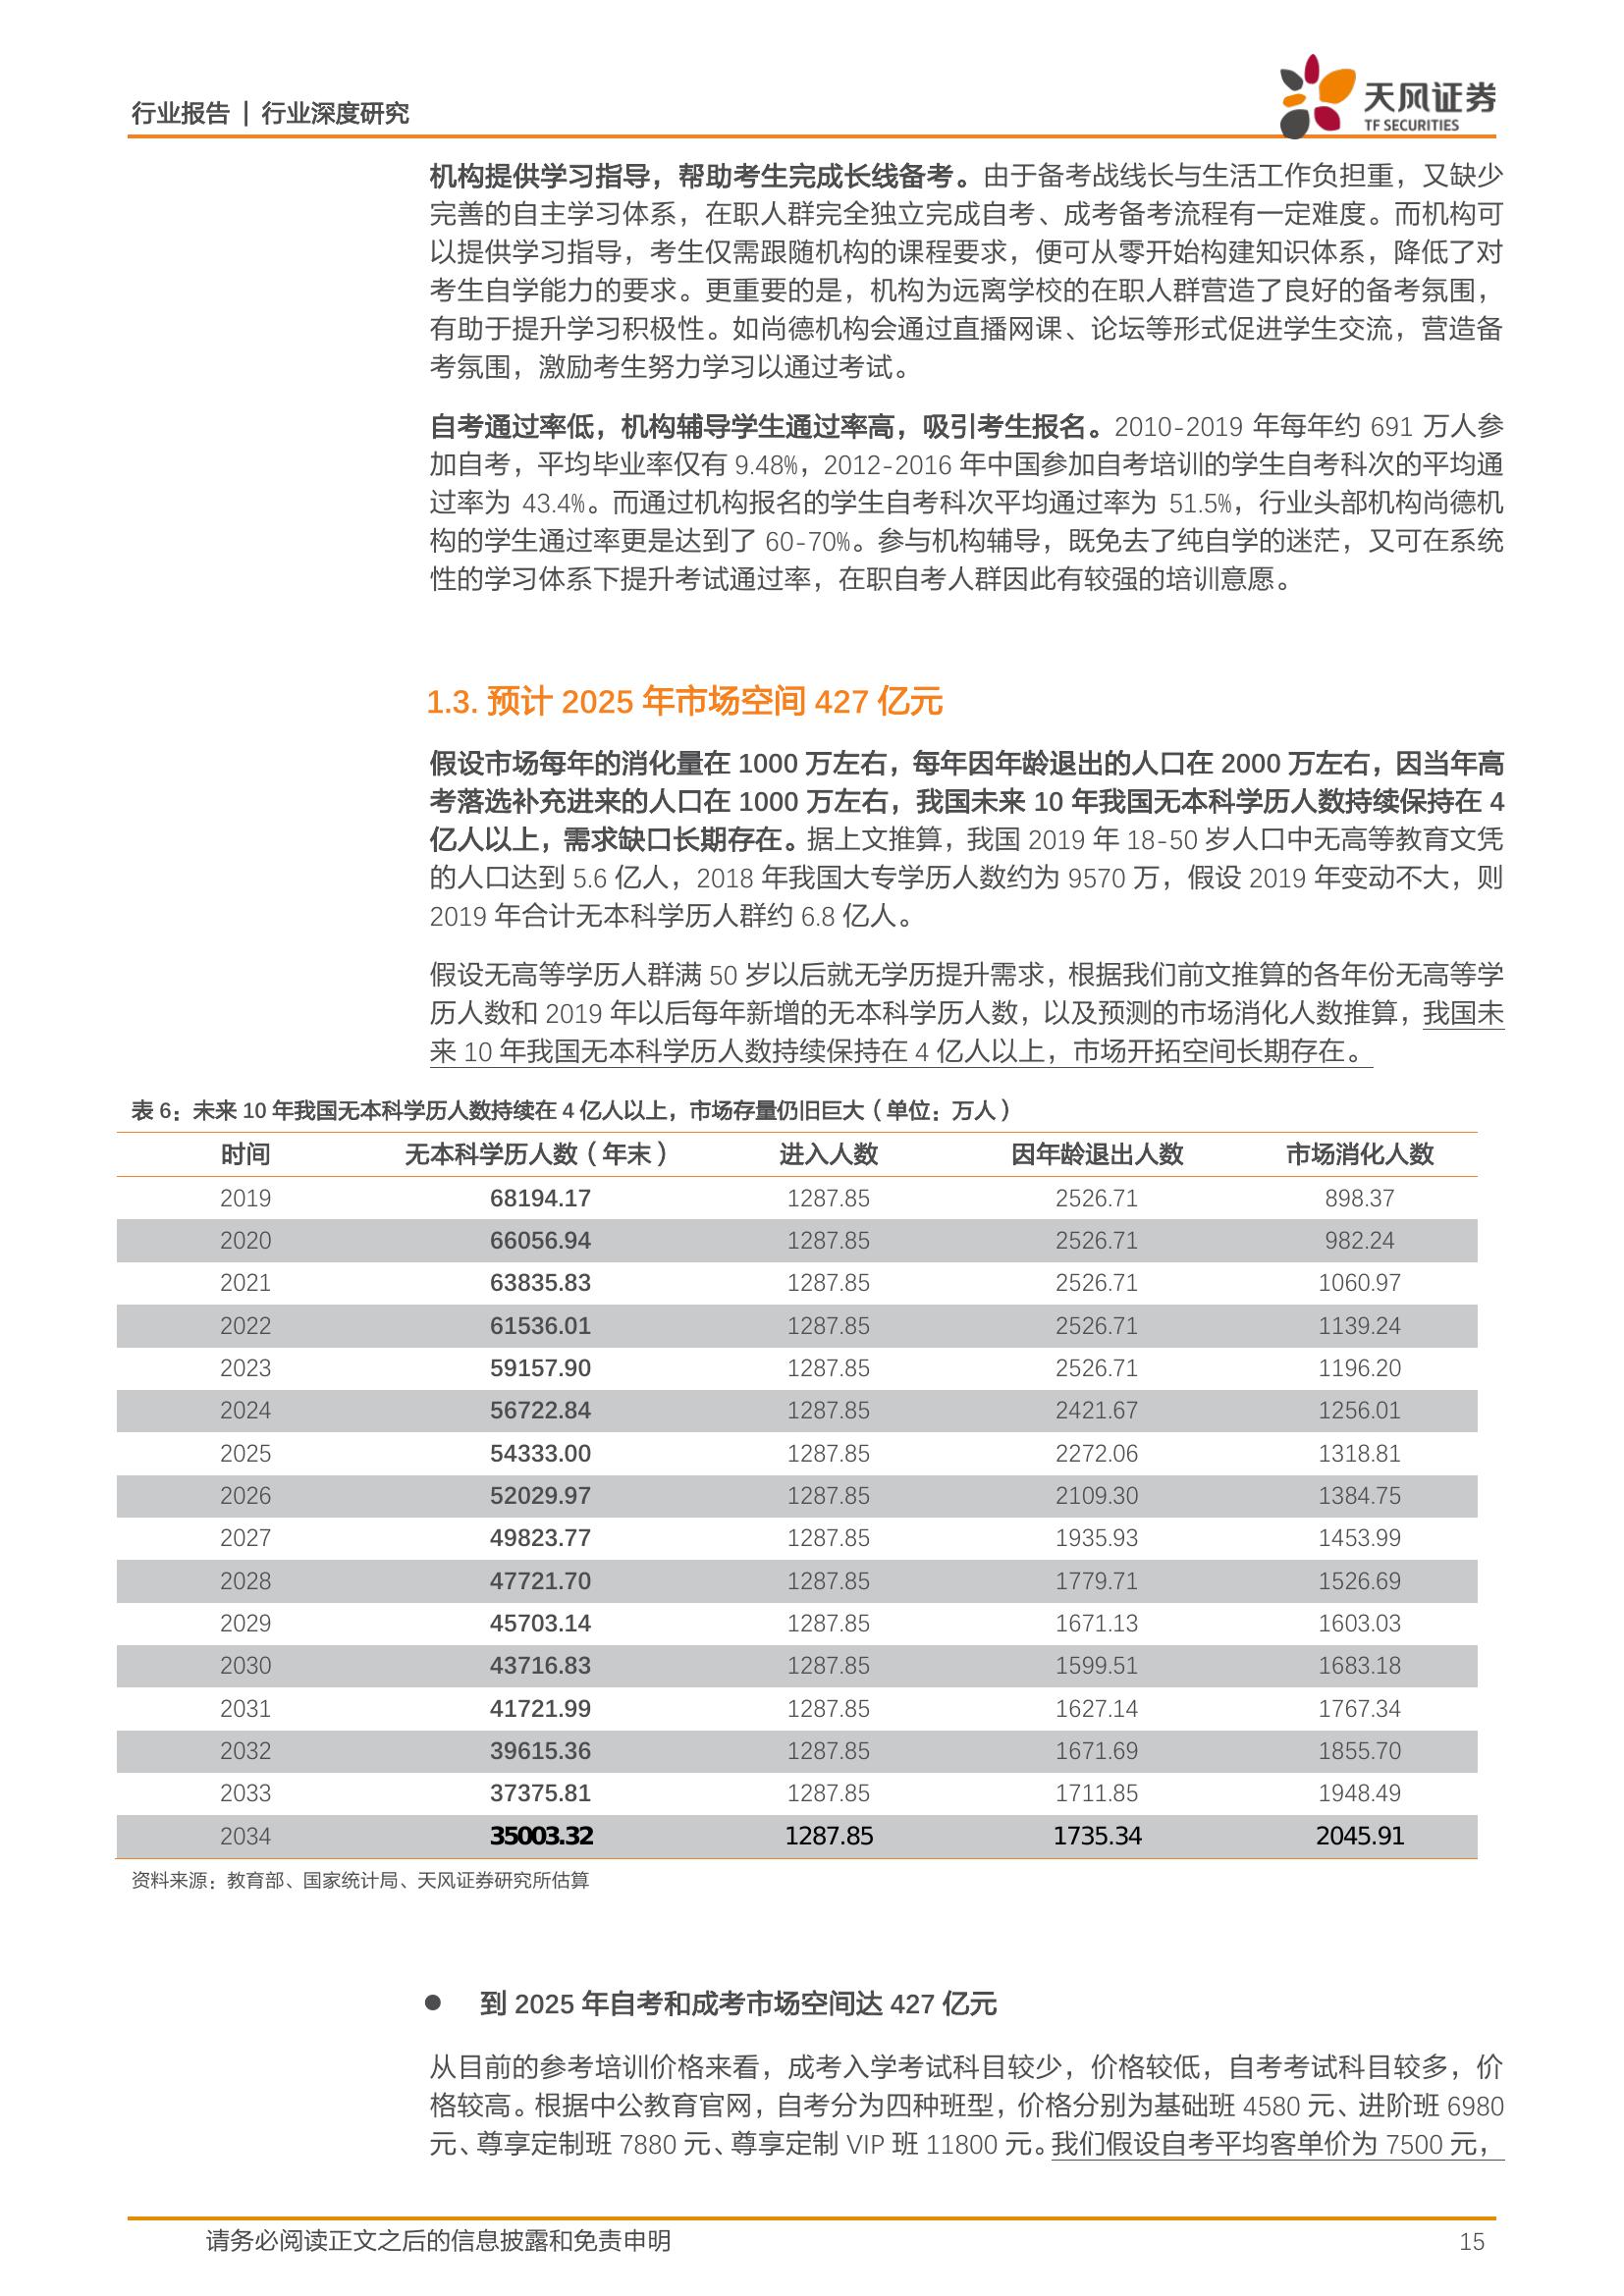 行业报告 | 行业深度研究
天风证券
TF SECURITIES
机构提供学习指导，帮助考生完成长线备考。由于备考战线长与生活工作负担重，又缺少
完善的自主学习体系，在职人群完全独立完成自考、成考备考流程有一定难度。而机构可
以提供学习指导，考生仅需跟随机构的课程要求，便可从零开始构建知识体系，降低了对
考生自学能力的要求。更重要的是，机构为远离学校的在职人群营造了良好的备考氛围，
有助于提升学习积极性。如尚德机构会通过直播网课、论坛等形式促进学生交流，营造备
考氛围，激励考生努力学习以通过考试。
自考通过率低，机构辅导学生通过率高，吸引考生报名。2010-2019 年每年约 691 万人参
加自考，平均毕业率仅有 9.48%，2012-2016 年中国参加自考培训的学生自考科次的平均通
过率为 43.4%。而通过机构报名的学生自考科次平均通过率为 51.5%，行业头部机构尚德机
构的学生通过率更是达到了 60-70%。参与机构辅导，既免去了纯自学的迷茫，又可在系统
性的学习体系下提升考试通过率，在职自考人群因此有较强的培训意愿。
1.3. 预计 2025 年市场空间 427 亿元
假设市场每年的消化量在 1000 万左右，每年因年龄退出的人口在 2000 万左右，因当年高
考落选补充进来的人口在 1000 万左右，我国未来 10 年我国无本科学历人数持续保持在 4
亿人以上，需求缺口长期存在。据上文推算，我国 2019 年 18-50 岁人口中无高等教育文凭
的人口达到 5.6 亿人，2018 年我国大专学历人数约为 9570 万，假设 2019 年变动不大，则
2019 年合计无本科学历人群约 6.8 亿人。
假设无高等学历人群满 50 岁以后就无学历提升需求，根据我们前文推算的各年份无高等学
历人数和 2019 年以后每年新增的无本科学历人数，以及预测的市场消化人数推算，我国未
来 10 年我国无本科学历人数持续保持在 4 亿人以上，市场开拓空间长期存在。
表 6：未来 10 年我国无本科学历人数持续在 4 亿人以上，市场存量仍旧巨大（单位：万人）
时间 无本科学历人数（年末） 进入人数 因年龄退出人数 市场消化人数
2019 68194.17 1287.85 2526.71 898.37
2020 66056.94 1287.85 2526.71 982.24
2021 63835.83 1287.85 2526.71 1060.97
2022 61536.01 1287.85 2526.71 1139.24
2023 59157.90 1287.85 2526.71 1196.20
2024 56722.84 1287.85 2421.67 1256.01
2025 54333.00 1287.85 2272.06 1318.81
2026 52029.97 1287.85 2109.30 1384.75
2027 49823.77 1287.85 1935.93 1453.99
2028 47721.70 1287.85 1779.71 1526.69
2029 45703.14 1287.85 1671.13 1603.03
2030 43716.83 1287.85 1599.51 1683.18
2031 41721.99 1287.85 1627.14 1767.34
2032 39615.36 1287.85 1671.69 1855.70
2033 37375.81 1287.85 1711.85 1948.49
2034 35003.32 1287.85 1735.34 2045.91
资料来源：教育部、国家统计局、天风证券研究所估算
● 到 2025 年自考和成考市场空间达 427 亿元
从目前的参考培训价格来看，成考入学考试科目较少，价格较低，自考考试科目较多，价
格较高。根据中公教育官网，自考分为四种班型，价格分别为基础班 4580 元、进阶班 6980
元、尊享定制班 7880 元、尊享定制 VIP 班 11800 元。我们假设自考平均客单价为 7500 元，
请务必阅读正文之后的信息披露和免责申明
15